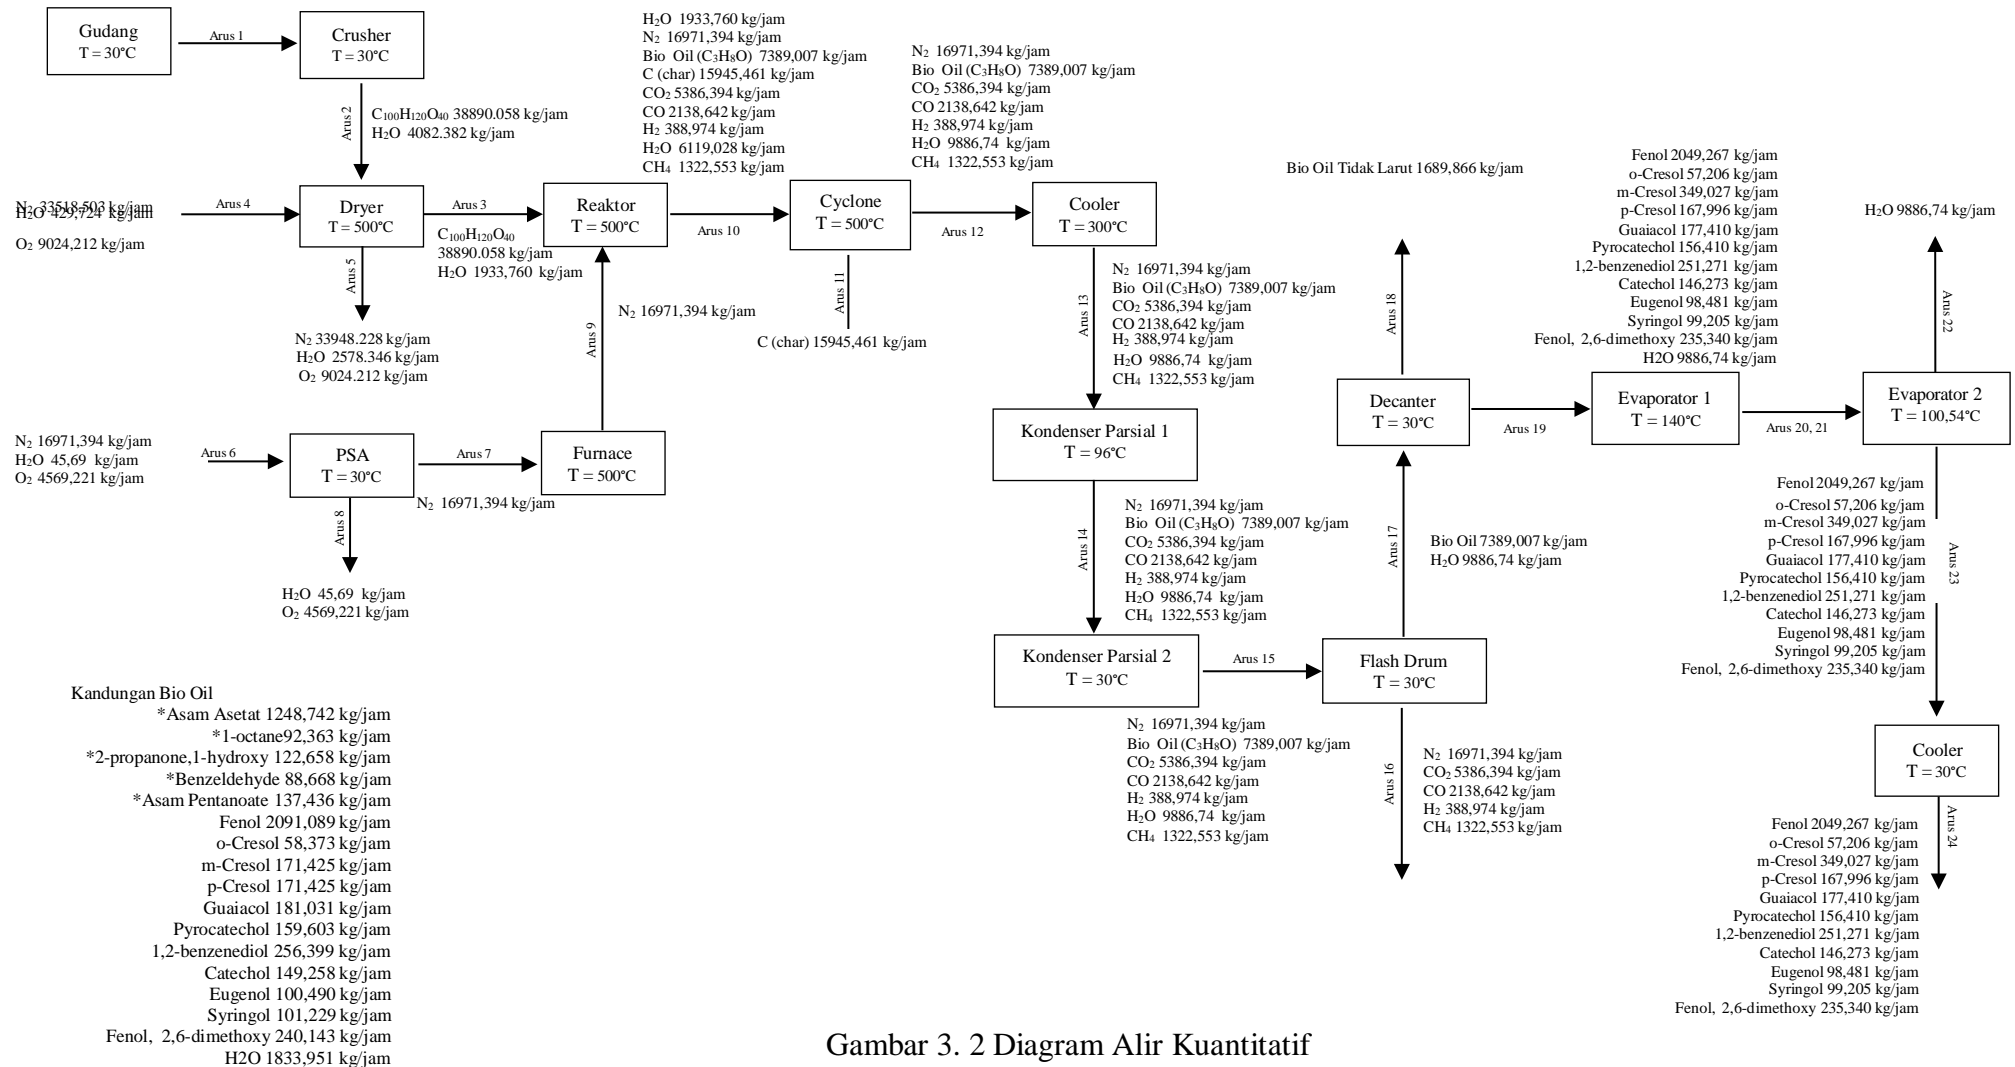 Gudang
T = 30°C
Arus 1
Crusher
T = 30°C
Arus 2
C₁₀₀H₁₂₀O₄₀ 38890.058 kg/jam
H₂O 4082.382 kg/jam
N₂ 33518,503 kg/jam
H₂O 429,724 kg/jam
O₂ 9024,212 kg/jam
Arus 4
Dryer
T = 500°C
Arus 3
C₁₀₀H₁₂₀O₄₀
38890.058 kg/jam
H₂O 1933,760 kg/jam
Arus 5
N₂ 33948.228 kg/jam
H₂O 2578.346 kg/jam
O₂ 9024.212 kg/jam
N₂ 16971,394 kg/jam
H₂O 45,69 kg/jam
O₂ 4569,221 kg/jam
Arus 6
PSA
T = 30°C
Arus 7
N₂ 16971,394 kg/jam
Arus 8
H₂O 45,69 kg/jam
O₂ 4569,221 kg/jam
Furnace
T = 500°C
Arus 9
N₂ 16971,394 kg/jam
Reaktor
T = 500°C
H₂O 1933,760 kg/jam
N₂ 16971,394 kg/jam
Bio Oil (C₃H₈O) 7389,007 kg/jam
C (char) 15945,461 kg/jam
CO₂ 5386,394 kg/jam
CO 2138,642 kg/jam
H₂ 388,974 kg/jam
H₂O 6119,028 kg/jam
CH₄ 1322,553 kg/jam
Arus 10
Cyclone
T = 500°C
Arus 11
C (char) 15945,461 kg/jam
N₂ 16971,394 kg/jam
Bio Oil (C₃H₈O) 7389,007 kg/jam
CO₂ 5386,394 kg/jam
CO 2138,642 kg/jam
H₂ 388,974 kg/jam
H₂O 9886,74 kg/jam
CH₄ 1322,553 kg/jam
Arus 12
Cooler
T = 300°C
Arus 13
N₂ 16971,394 kg/jam
Bio Oil (C₃H₈O) 7389,007 kg/jam
CO₂ 5386,394 kg/jam
CO 2138,642 kg/jam
H₂ 388,974 kg/jam
H₂O 9886,74 kg/jam
CH₄ 1322,553 kg/jam
Kondenser Parsial 1
T = 96°C
Arus 14
N₂ 16971,394 kg/jam
Bio Oil (C₃H₈O) 7389,007 kg/jam
CO₂ 5386,394 kg/jam
CO 2138,642 kg/jam
H₂ 388,974 kg/jam
H₂O 9886,74 kg/jam
CH₄ 1322,553 kg/jam
Kondenser Parsial 2
T = 30°C
Arus 15
N₂ 16971,394 kg/jam
Bio Oil (C₃H₈O) 7389,007 kg/jam
CO₂ 5386,394 kg/jam
CO 2138,642 kg/jam
H₂ 388,974 kg/jam
H₂O 9886,74 kg/jam
CH₄ 1322,553 kg/jam
Flash Drum
T = 30°C
Arus 16
N₂ 16971,394 kg/jam
CO₂ 5386,394 kg/jam
CO 2138,642 kg/jam
H₂ 388,974 kg/jam
CH₄ 1322,553 kg/jam
Arus 17
Bio Oil 7389,007 kg/jam
H₂O 9886,74 kg/jam
Decanter
T = 30°C
Arus 18
Bio Oil Tidak Larut 1689,866 kg/jam
Arus 19
Evaporator 1
T = 140°C
Fenol 2049,267 kg/jam
o-Cresol 57,206 kg/jam
m-Cresol 349,027 kg/jam
p-Cresol 167,996 kg/jam
Guaiacol 177,410 kg/jam
Pyrocatechol 156,410 kg/jam
1,2-benzenediol 251,271 kg/jam
Catechol 146,273 kg/jam
Eugenol 98,481 kg/jam
Syringol 99,205 kg/jam
Fenol, 2,6-dimethoxy 235,340 kg/jam
H2O 9886,74 kg/jam
Arus 20, 21
Evaporator 2
T = 100,54°C
Arus 22
H₂O 9886,74 kg/jam
Arus 23
Fenol 2049,267 kg/jam
o-Cresol 57,206 kg/jam
m-Cresol 349,027 kg/jam
p-Cresol 167,996 kg/jam
Guaiacol 177,410 kg/jam
Pyrocatechol 156,410 kg/jam
1,2-benzenediol 251,271 kg/jam
Catechol 146,273 kg/jam
Eugenol 98,481 kg/jam
Syringol 99,205 kg/jam
Fenol, 2,6-dimethoxy 235,340 kg/jam
Cooler
T = 30°C
Arus 24
Fenol 2049,267 kg/jam
o-Cresol 57,206 kg/jam
m-Cresol 349,027 kg/jam
p-Cresol 167,996 kg/jam
Guaiacol 177,410 kg/jam
Pyrocatechol 156,410 kg/jam
1,2-benzenediol 251,271 kg/jam
Catechol 146,273 kg/jam
Eugenol 98,481 kg/jam
Syringol 99,205 kg/jam
Fenol, 2,6-dimethoxy 235,340 kg/jam
Kandungan Bio Oil
*Asam Asetat 1248,742 kg/jam
*1-octane92,363 kg/jam
*2-propanone,1-hydroxy 122,658 kg/jam
*Benzeldehyde 88,668 kg/jam
*Asam Pentanoate 137,436 kg/jam
Fenol 2091,089 kg/jam
o-Cresol 58,373 kg/jam
m-Cresol 171,425 kg/jam
p-Cresol 171,425 kg/jam
Guaiacol 181,031 kg/jam
Pyrocatechol 159,603 kg/jam
1,2-benzenediol 256,399 kg/jam
Catechol 149,258 kg/jam
Eugenol 100,490 kg/jam
Syringol 101,229 kg/jam
Fenol, 2,6-dimethoxy 240,143 kg/jam
H2O 1833,951 kg/jam
Gambar 3. 2 Diagram Alir Kuantitatif